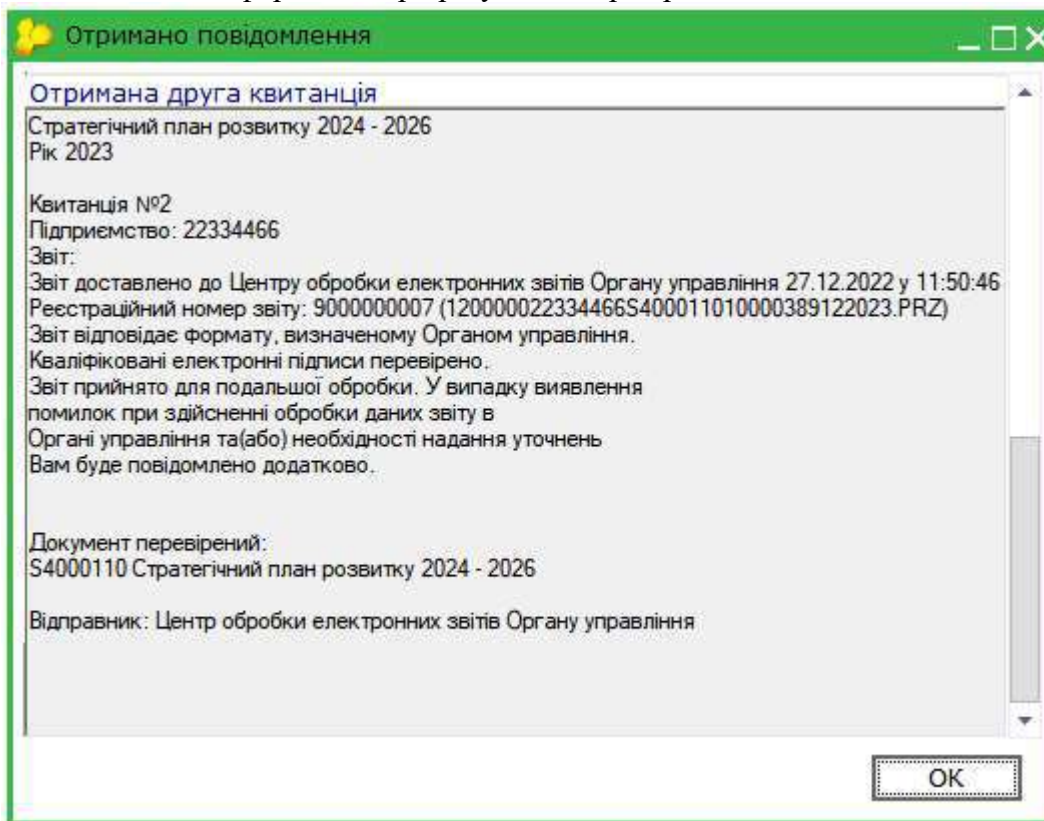 Отримано повідомлення
Отримана друга квитанція
Стратегічний план розвитку 2024 - 2026
Рік 2023
Квитанція №2
Підприємство: 22334466
Звіт:
Звіт доставлено до Центру обробки електронних звітів Органу управління 27.12.2022 у 11:50:46
Реєстраційний номер звіту: 9000000007 (120000022334466S400011010000389122023.PRZ)
Звіт відповідає формату, визначеному Органом управління.
Кваліфіковані електронні підписи перевірено.
Звіт прийнято для подальшої обробки. У випадку виявлення
помилок при здійсненні обробки даних звіту в
Органі управління та(або) необхідності надання уточнень
Вам буде повідомлено додатково.
Документ перевірений:
S4000110 Стратегічний план розвитку 2024 - 2026
Відправник: Центр обробки електронних звітів Органу управління
OK